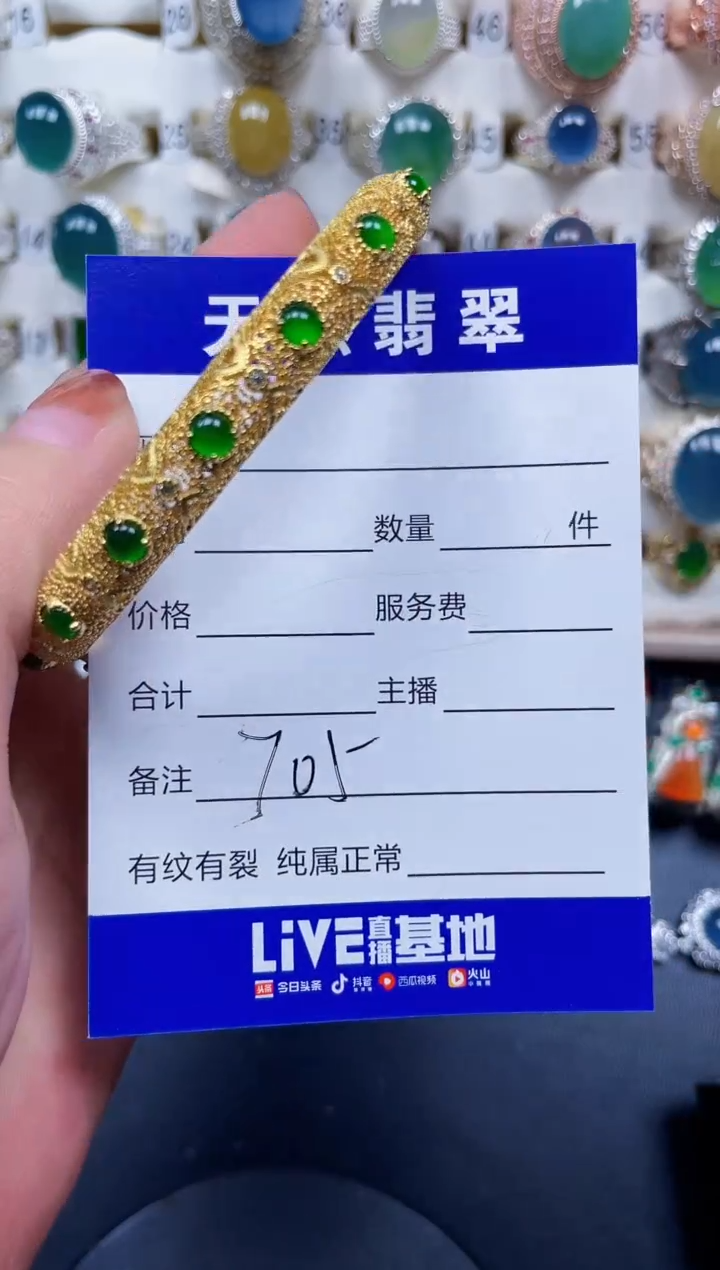 翡翠
数量 件
价格 服务费
合计 主播
备注 705
有纹有裂 纯属正常
LiVE直播基地
头条 今日头条 抖音 西瓜视频 火山